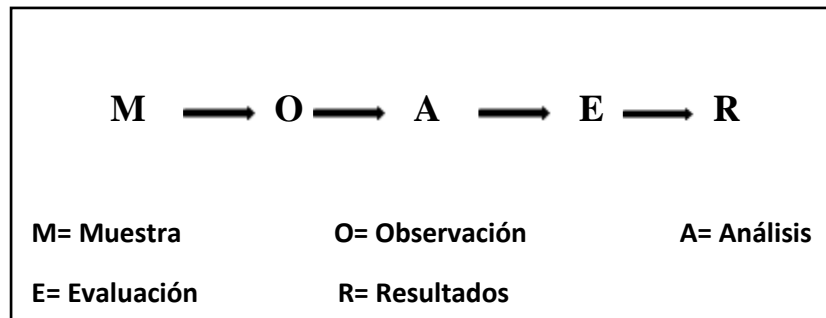 M O A E R
M= Muestra O= Observación A= Análisis
E= Evaluación R= Resultados